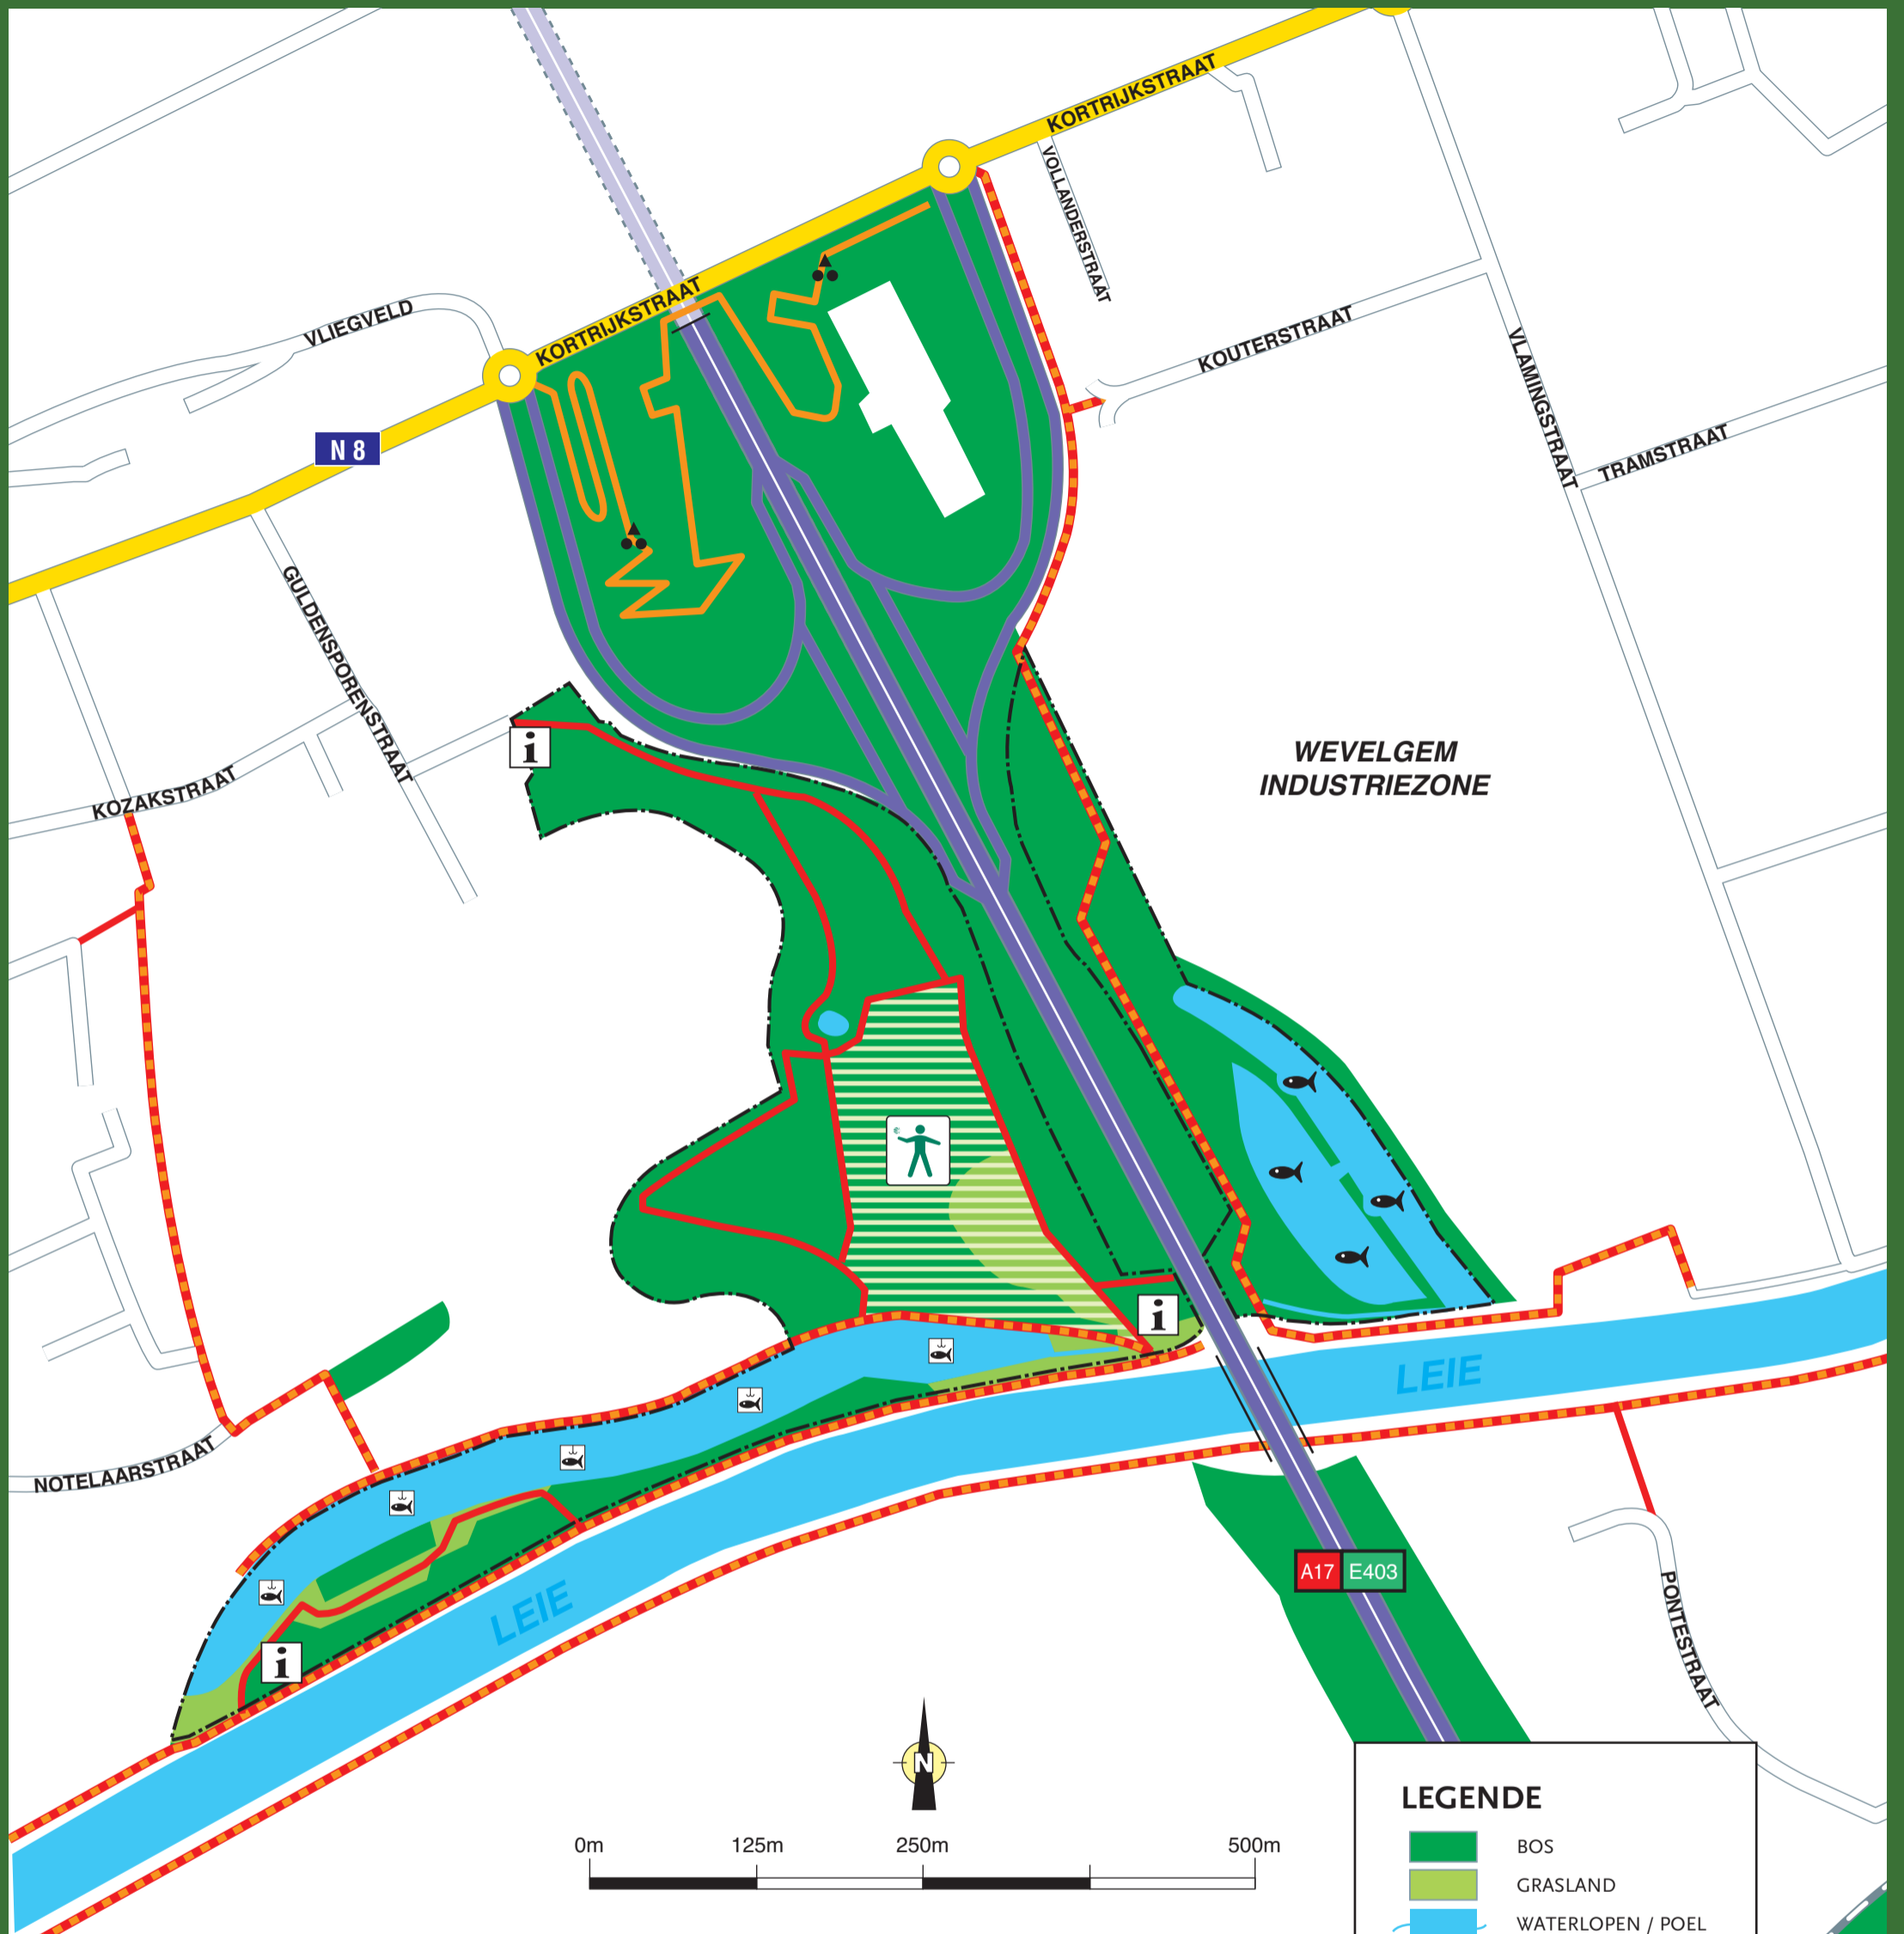 KORTRIJKSTRAAT
VOLLANDERSTRAAT
VLIEGVELD
KORTRIJKSTRAAT
KOUTERSTRAAT
VLAMINGSTRAAT
N 8
TRAMSTRAAT
GULDENSPORENSTRAAT
KOZAKSTRAAT
i
WEVELGEM
INDUSTRIEZONE
i
LEIE
NOTELAARSTRAAT
LEIE
A17 E403
i
PONTESTRAAT
N
LEGENDE
0m 125m 250m 500m
BOS
GRASLAND
WATERLOPEN / POEL